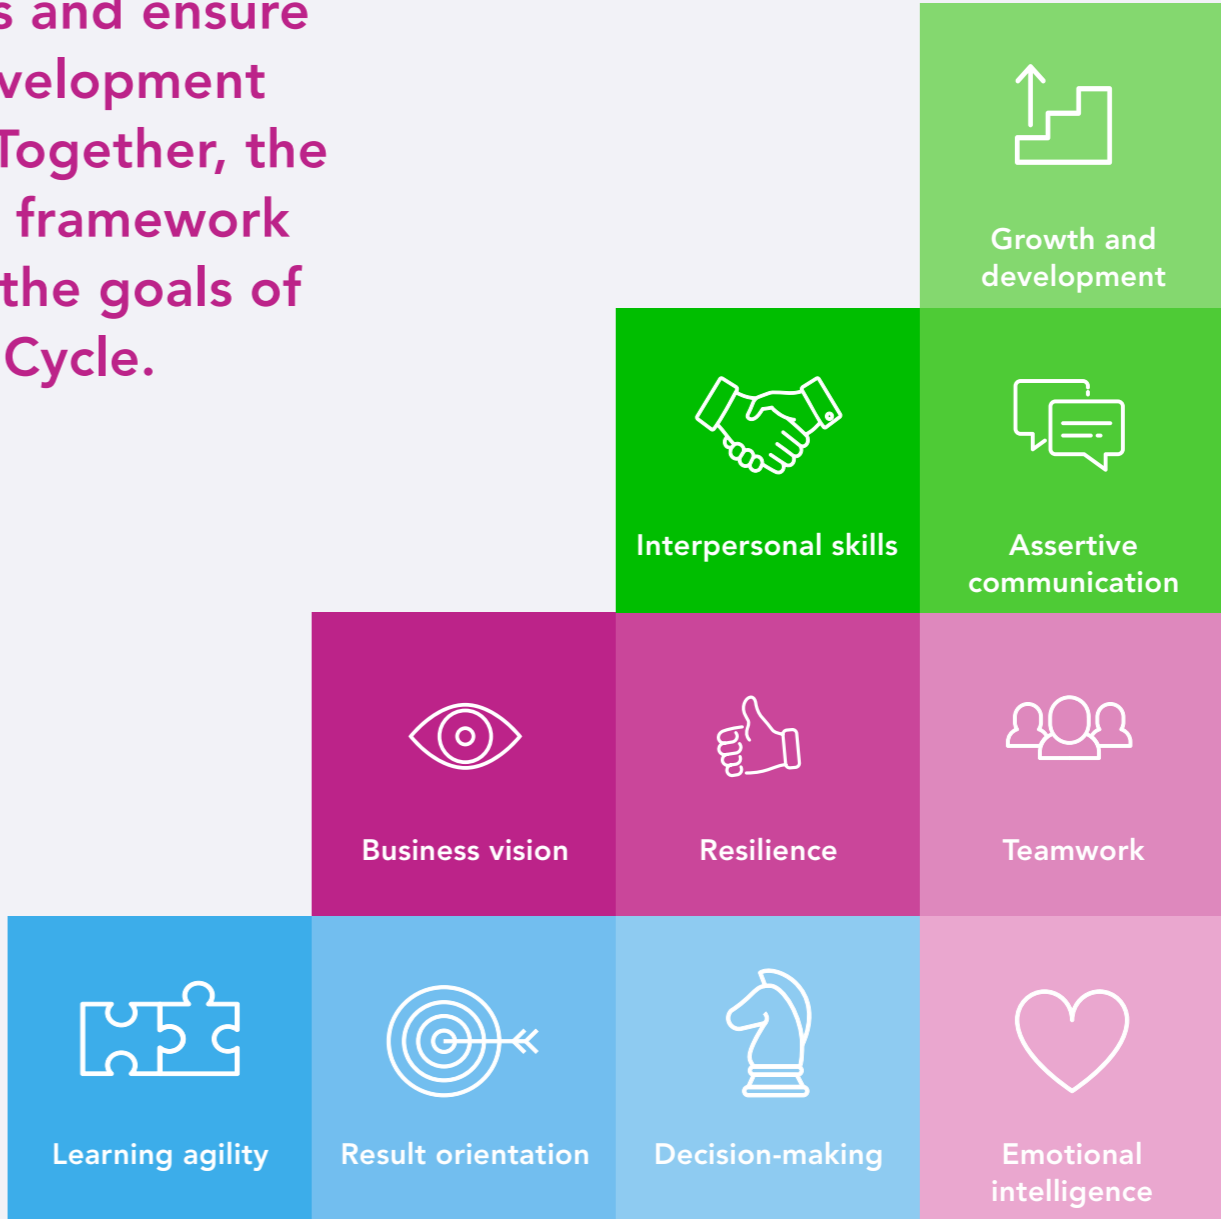 s and ensure
velopment
Together, the
framework
the goals of
Cycle.
Growth and
development
Interpersonal skills
Assertive
communication
Business vision
Resilience
Teamwork
Learning agility
Result orientation
Decision-making
Emotional
intelligence